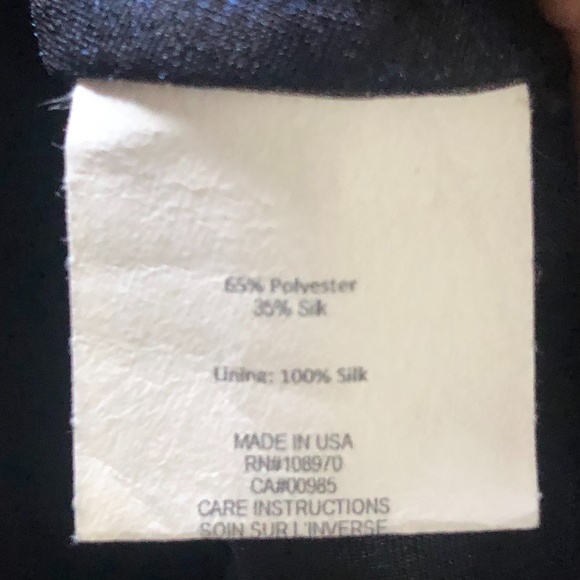 65% Polyester
35% Silk
Lining: 100% Silk
MADE IN USA
RN#108970
CA#00985
CARE INSTRUCTIONS
SOIN SUR L'INVERSE